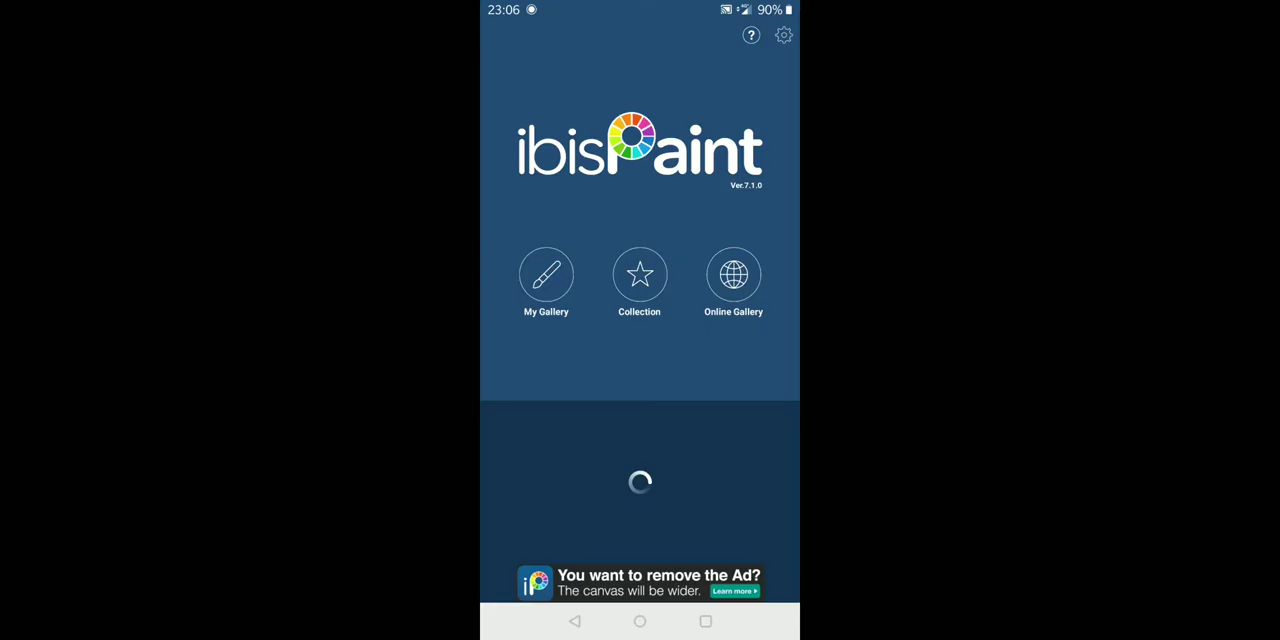 23:06
90%
?
ibisPaint
Ver.7.1.0
My Gallery
Collection
Online Gallery
iP
You want to remove the Ad?
The canvas will be wider.
Learn more